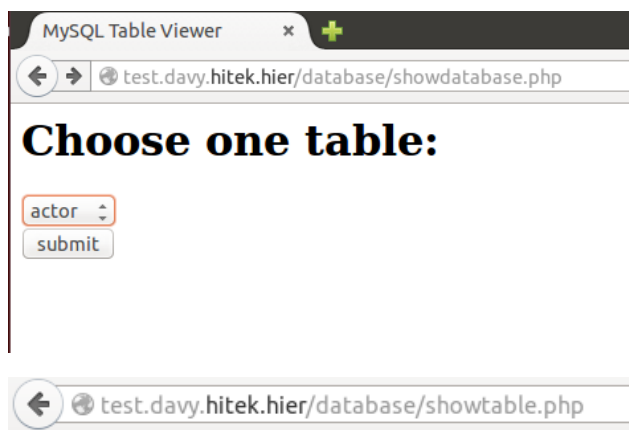 MySQL Table Viewer
test.davy.hitek.hier/database/showdatabase.php
Choose one table:
actor
submit
test.davy.hitek.hier/database/showtable.php